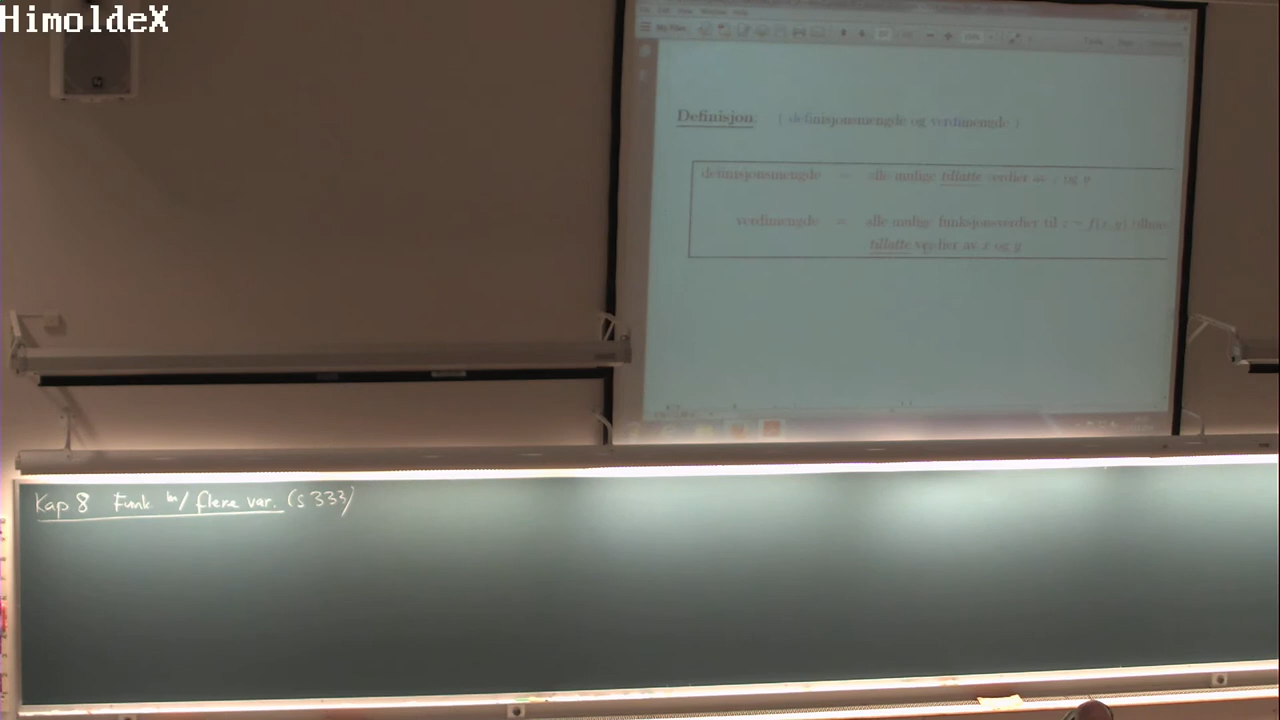 HimoldeX
Definisjon: ( definisjonsmengde og verdimengde )
definisjonsmengde = alle mulige tillatte verdier av x og y
verdimengde = alle mulige funksjonsverdier til z = f(x, y)
tillatte verdier av x og y
Kap 8 Funk. m/ flere var. (s 333)